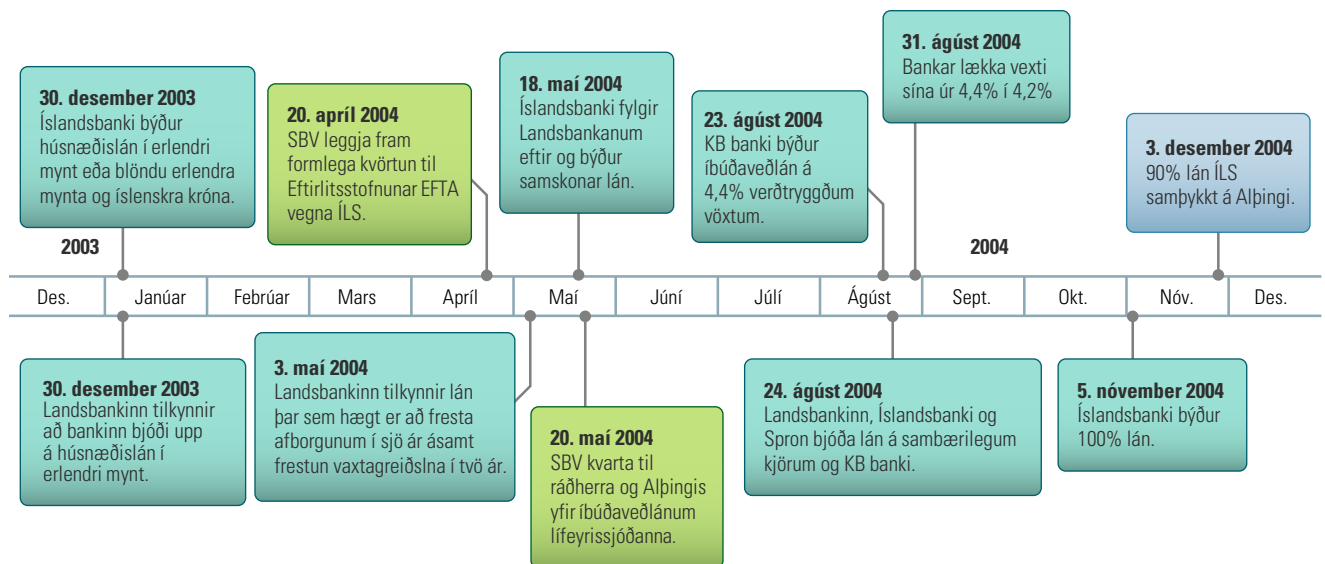 30. desember 2003
Íslandsbanki býður
húsnæðislán í erlendri
mynt eða blöndu erlendra
mynta og íslenskra króna.
20. apríl 2004
SBV leggja fram
formlega kvörtun til
Eftirlitsstofnunar EFTA
vegna ÍLS.
18. maí 2004
Íslandsbanki fylgir
Landsbankanum
eftir og býður
samskonar lán.
23. ágúst 2004
KB banki býður
íbúðaveðlán á
4,4% verðtryggðum
vöxtum.
31. ágúst 2004
Bankar lækka vexti
sína úr 4,4% í 4,2%
3. desember 2004
90% lán ÍLS
samþykkt á Alþingi.
2003
2004
Des.
Janúar
Febrúar
Mars
Apríl
Maí
Júní
Júlí
Ágúst
Sept.
Okt.
Nóv.
Des.
30. desember 2003
Landsbankinn tilkynnir
að bankinn bjóði upp
á húsnæðislán í
erlendri mynt.
3. maí 2004
Landsbankinn tilkynnir lán
þar sem hægt er að fresta
afborgunum í sjö ár ásamt
frestun vaxtagreiðslna í tvö ár.
20. maí 2004
SBV kvarta til
ráðherra og Alþingis
yfir íbúðaveðlánum
lífeyrissjóðanna.
24. ágúst 2004
Landsbankinn, Íslandsbanki og
Spron bjóða lán á sambærilegum
kjörum og KB banki.
5. nóvember 2004
Íslandsbanki býður
100% lán.